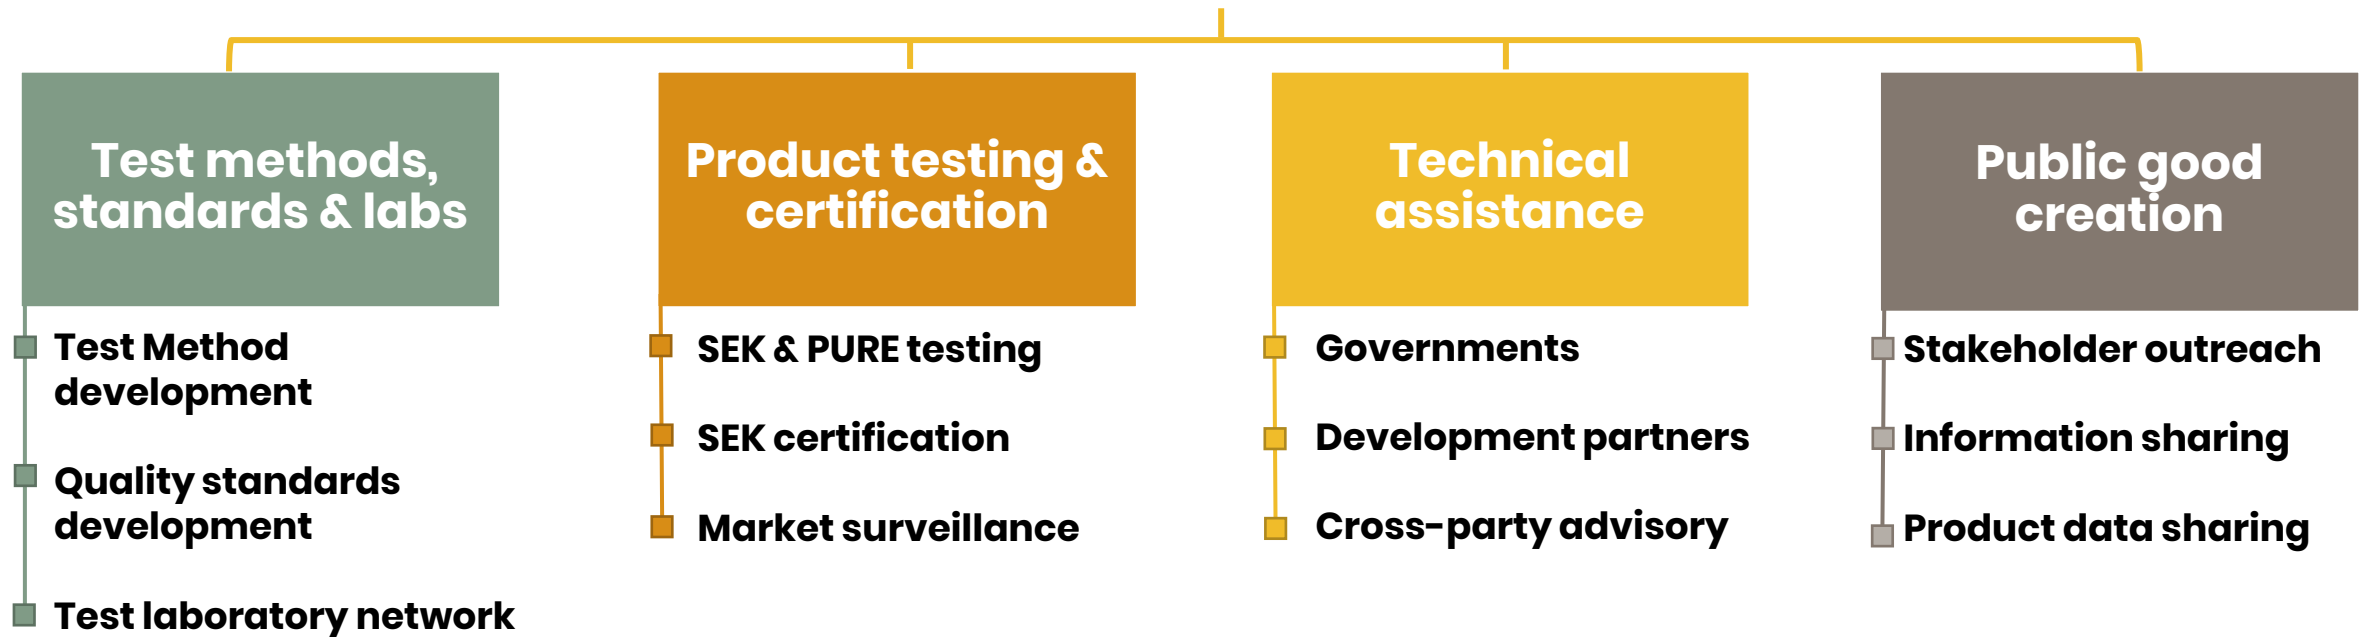 Test methods,
standards & labs
Test Method
development
Quality standards
development
Test laboratory network
Product testing &
certification
SEK & PURE testing
SEK certification
Market surveillance
Technical
assistance
Governments
Development partners
Cross-party advisory
Public good
creation
Stakeholder outreach
Information sharing
Product data sharing